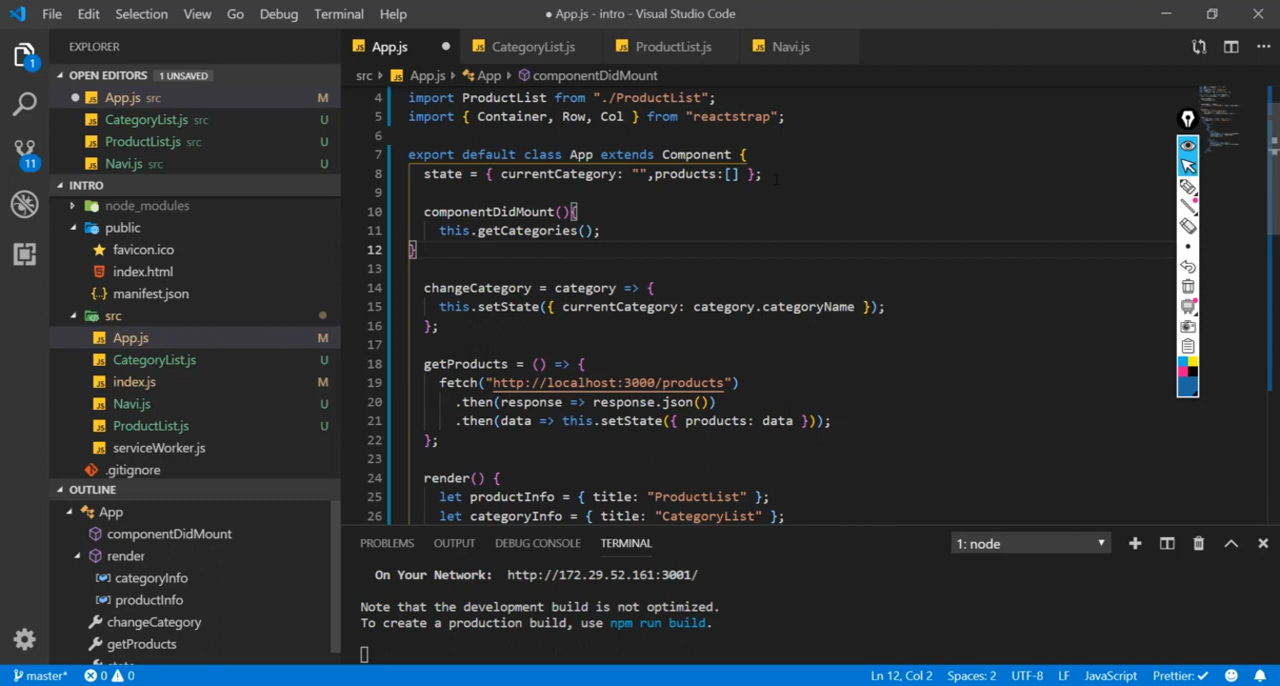 File Edit Selection View Go Debug Terminal Help ● App.js - intro - Visual Studio Code
EXPLORER
OPEN EDITORS 1 UNSAVED
App.js src M
CategoryList.js src U
ProductList.js src U
Navi.js src U
INTRO
node_modules
public
favicon.ico
index.html
manifest.json
src
App.js M
CategoryList.js U
index.js M
Navi.js U
ProductList.js U
serviceWorker.js
.gitignore
OUTLINE
App
componentDidMount
render
categoryInfo
productInfo
changeCategory
getProducts
1
11
App.js CategoryList.js ProductList.js Navi.js
src App.js App componentDidMount
4 import ProductList from "./ProductList";
5 import { Container, Row, Col } from "reactstrap";
6
7 export default class App extends Component {
8 state = { currentCategory: "",products:[] };
9
10 componentDidMount(){
11 this.getCategories();
12 }
13
14 changeCategory = category => {
15 this.setState({ currentCategory: category.categoryName });
16 };
17
18 getProducts = () => {
19 fetch("http://localhost:3000/products")
20 .then(response => response.json())
21 .then(data => this.setState({ products: data }));
22 };
23
24 render() {
25 let productInfo = { title: "ProductList" };
26 let categoryInfo = { title: "CategoryList" };
PROBLEMS OUTPUT DEBUG CONSOLE TERMINAL 1: node
On Your Network: http://172.29.52.161:3001/
Note that the development build is not optimized.
To create a production build, use npm run build.
master* 0 0 Ln 12, Col 2 Spaces: 2 UTF-8 LF JavaScript Prettier: ✓